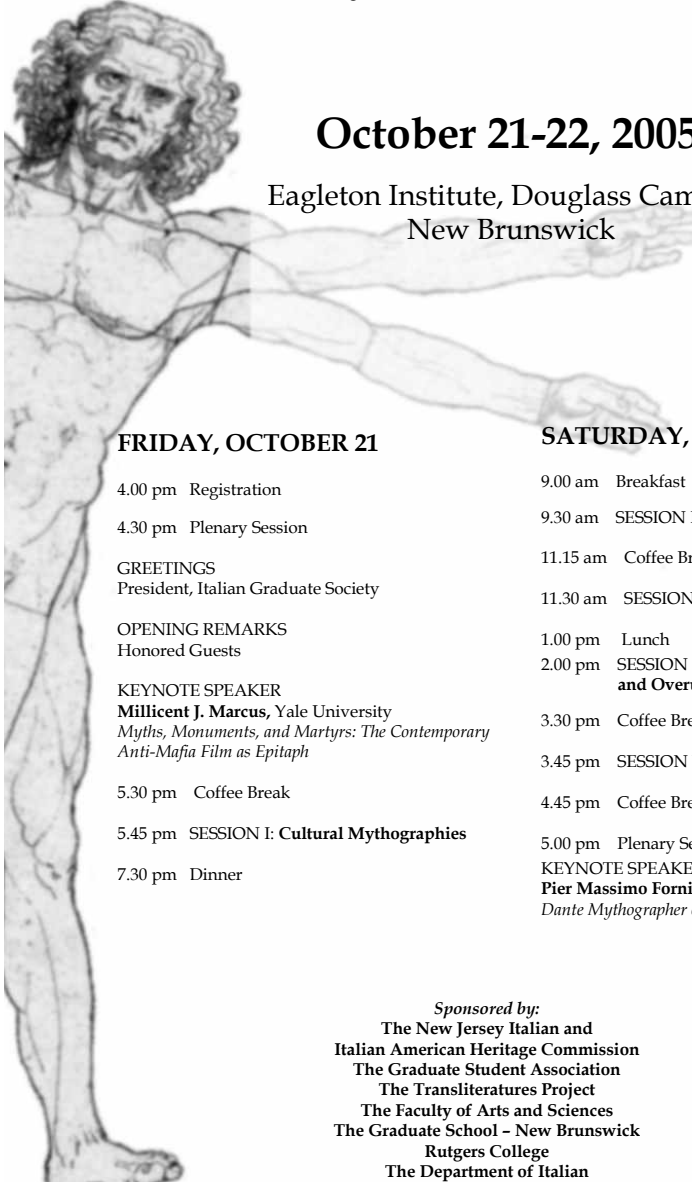 October 21-22, 2005
Eagleton Institute, Douglass
New Brunswick
FRIDAY, OCTOBER 21
4.00 pm Registration
4.30 pm Plenary Session
GREETINGS
President, Italian Graduate Society
OPENING REMARKS
Honored Guests
KEYNOTE SPEAKER
Millicent J. Marcus, Yale University
Myths, Monuments, and Martyrs: The Contemporary
Anti-Mafia Film as Epitaph
5.30 pm Coffee Break
5.45 pm SESSION I: Cultural Mythographies
7.30 pm Dinner
SATURDAY,
9.00 am Breakfast
9.30 am SESSION
11.15 am Coffee
11.30 am SESSION
1.00 pm Lunch
2.00 pm SESSION
and
3.30 pm Coffee
3.45 pm SESSION
4.45 pm Coffee
5.00 pm Plenary
KEYNOTE
Pier Massimo Forni
Dante Mythographer
Sponsored by:
The New Jersey Italian and
Italian American Heritage Commission
The Graduate Student Association
The Transliteratures Project
The Faculty of Arts and Sciences
The Graduate School – New Brunswick
Rutgers College
The Department of Italian